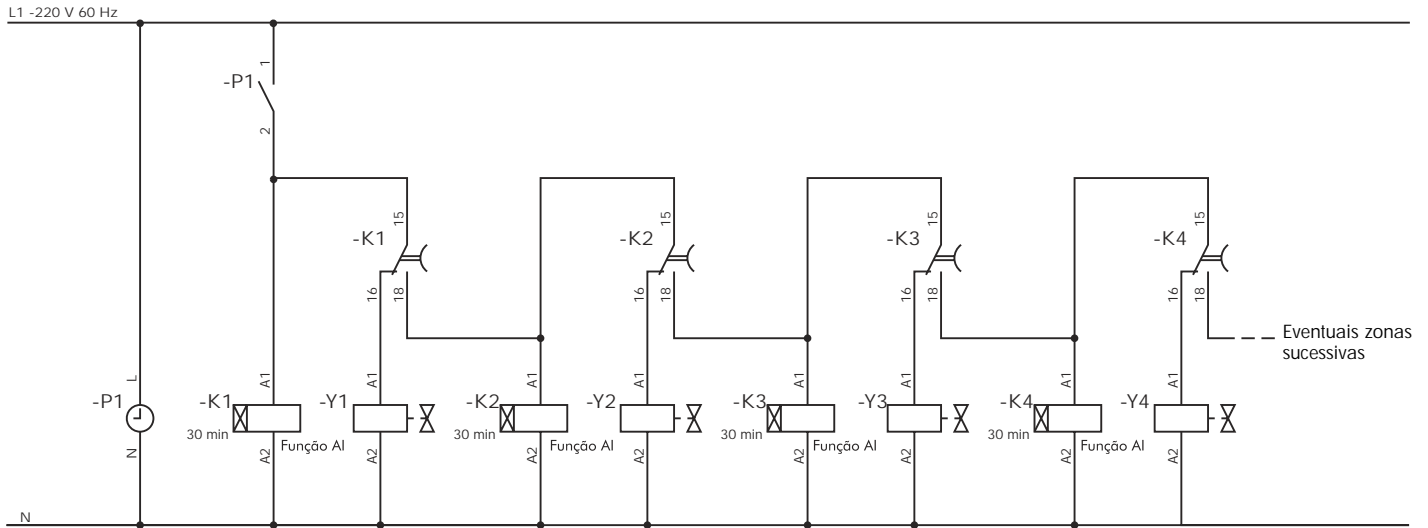 L1 -220 V 60 Hz
1
-P1
2
15
15
15
15
-K1
-K2
-K3
-K4
16
18
16
18
16
18
16
18
Eventuais zonas
sucessivas
L
A1
A1
A1
A1
A1
A1
A1
A1
-P1
-K1
-Y1
-K2
-Y2
-K3
-Y3
-K4
-Y4
30 min
30 min
30 min
30 min
Função AI
Função AI
Função AI
Função AI
N
A2
A2
A2
A2
A2
A2
A2
A2
N